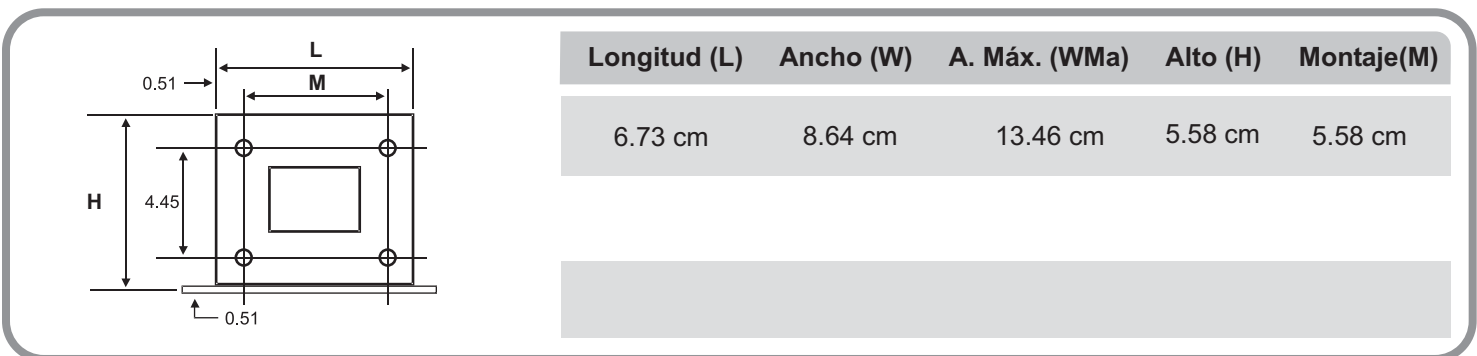 L
M
0.51
H
4.45
0.51
Longitud (L) Ancho (W) A. Máx. (WMa) Alto (H) Montaje(M)
6.73 cm 8.64 cm 13.46 cm 5.58 cm 5.58 cm